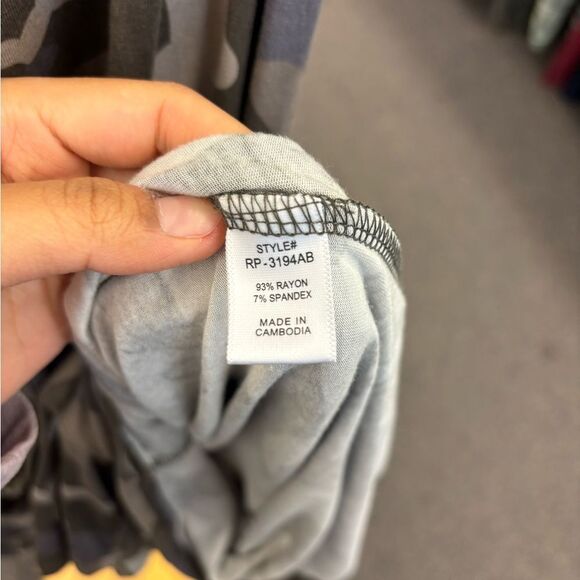 STYLE#
RP-3194AB
93% RAYON
7% SPANDEX
MADE IN
CAMBODIA